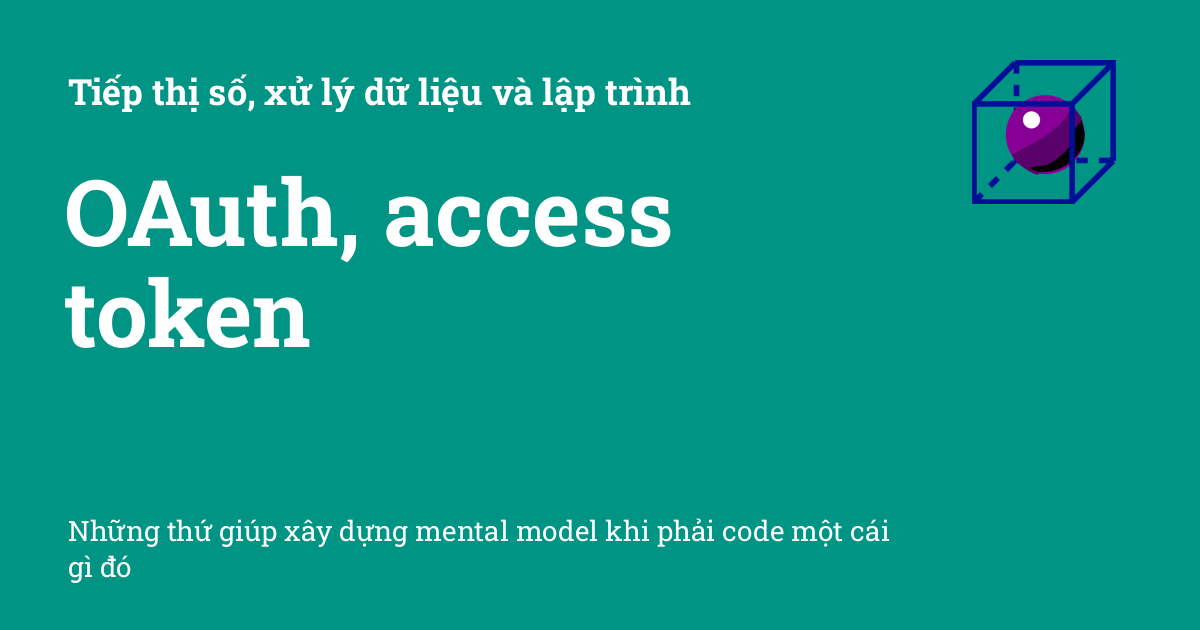 Tiếp thị số, xử lý dữ liệu và lập trình
OAuth, access
token
Những thứ giúp xây dựng mental model khi phải code một cái
gì đó